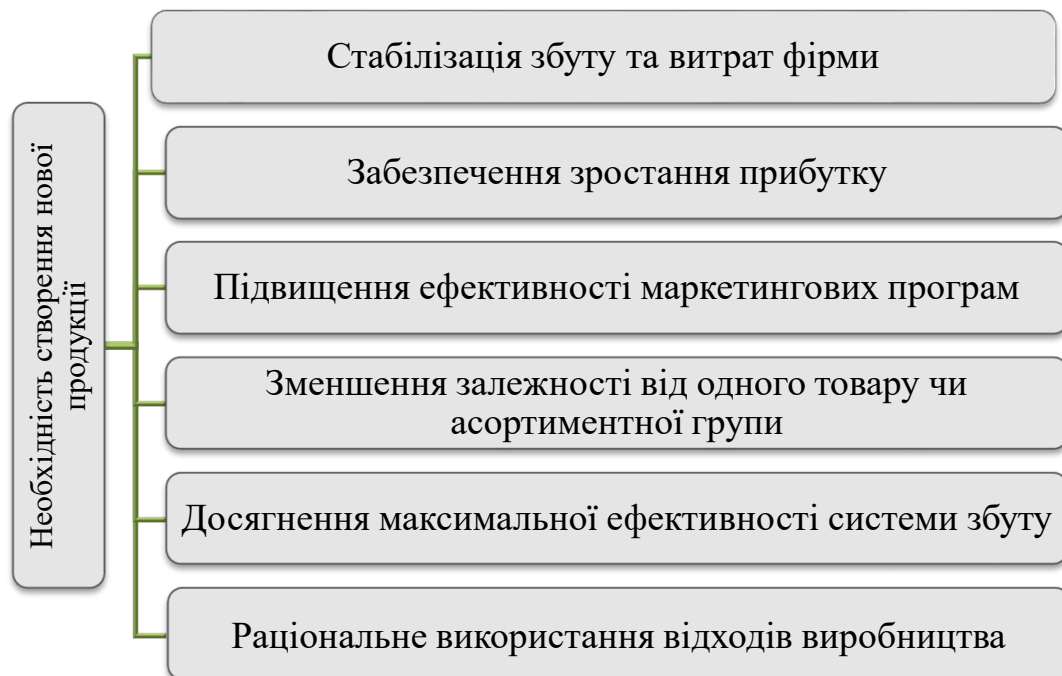 Необхідність створення нової
продукції
Стабілізація збуту та витрат фірми
Забезпечення зростання прибутку
Підвищення ефективності маркетингових програм
Зменшення залежності від одного товару чи
асортиментної групи
Досягнення максимальної ефективності системи збуту
Раціональне використання відходів виробництва